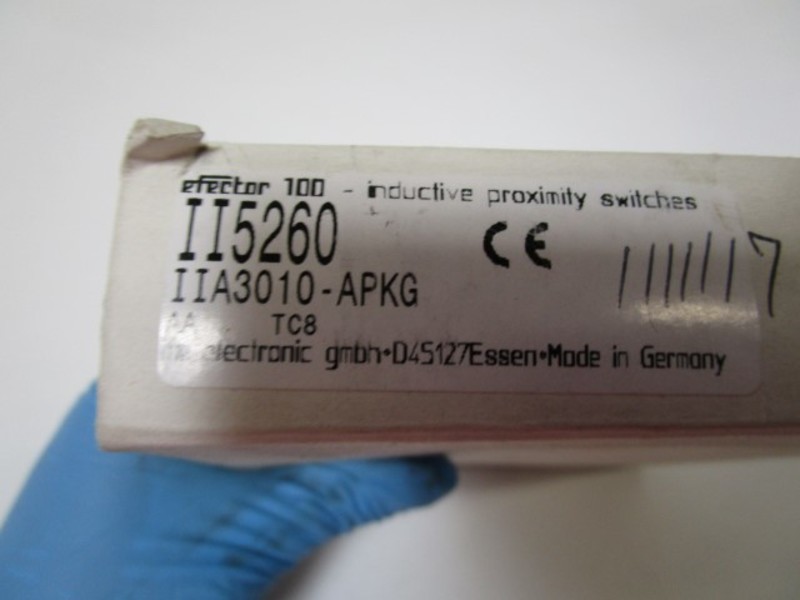 efector 100 - inductive proximity switches
II5260
CE
IIA3010-APKG
AA TC8
electronic gmbh•D45127Essen•Made in Germany